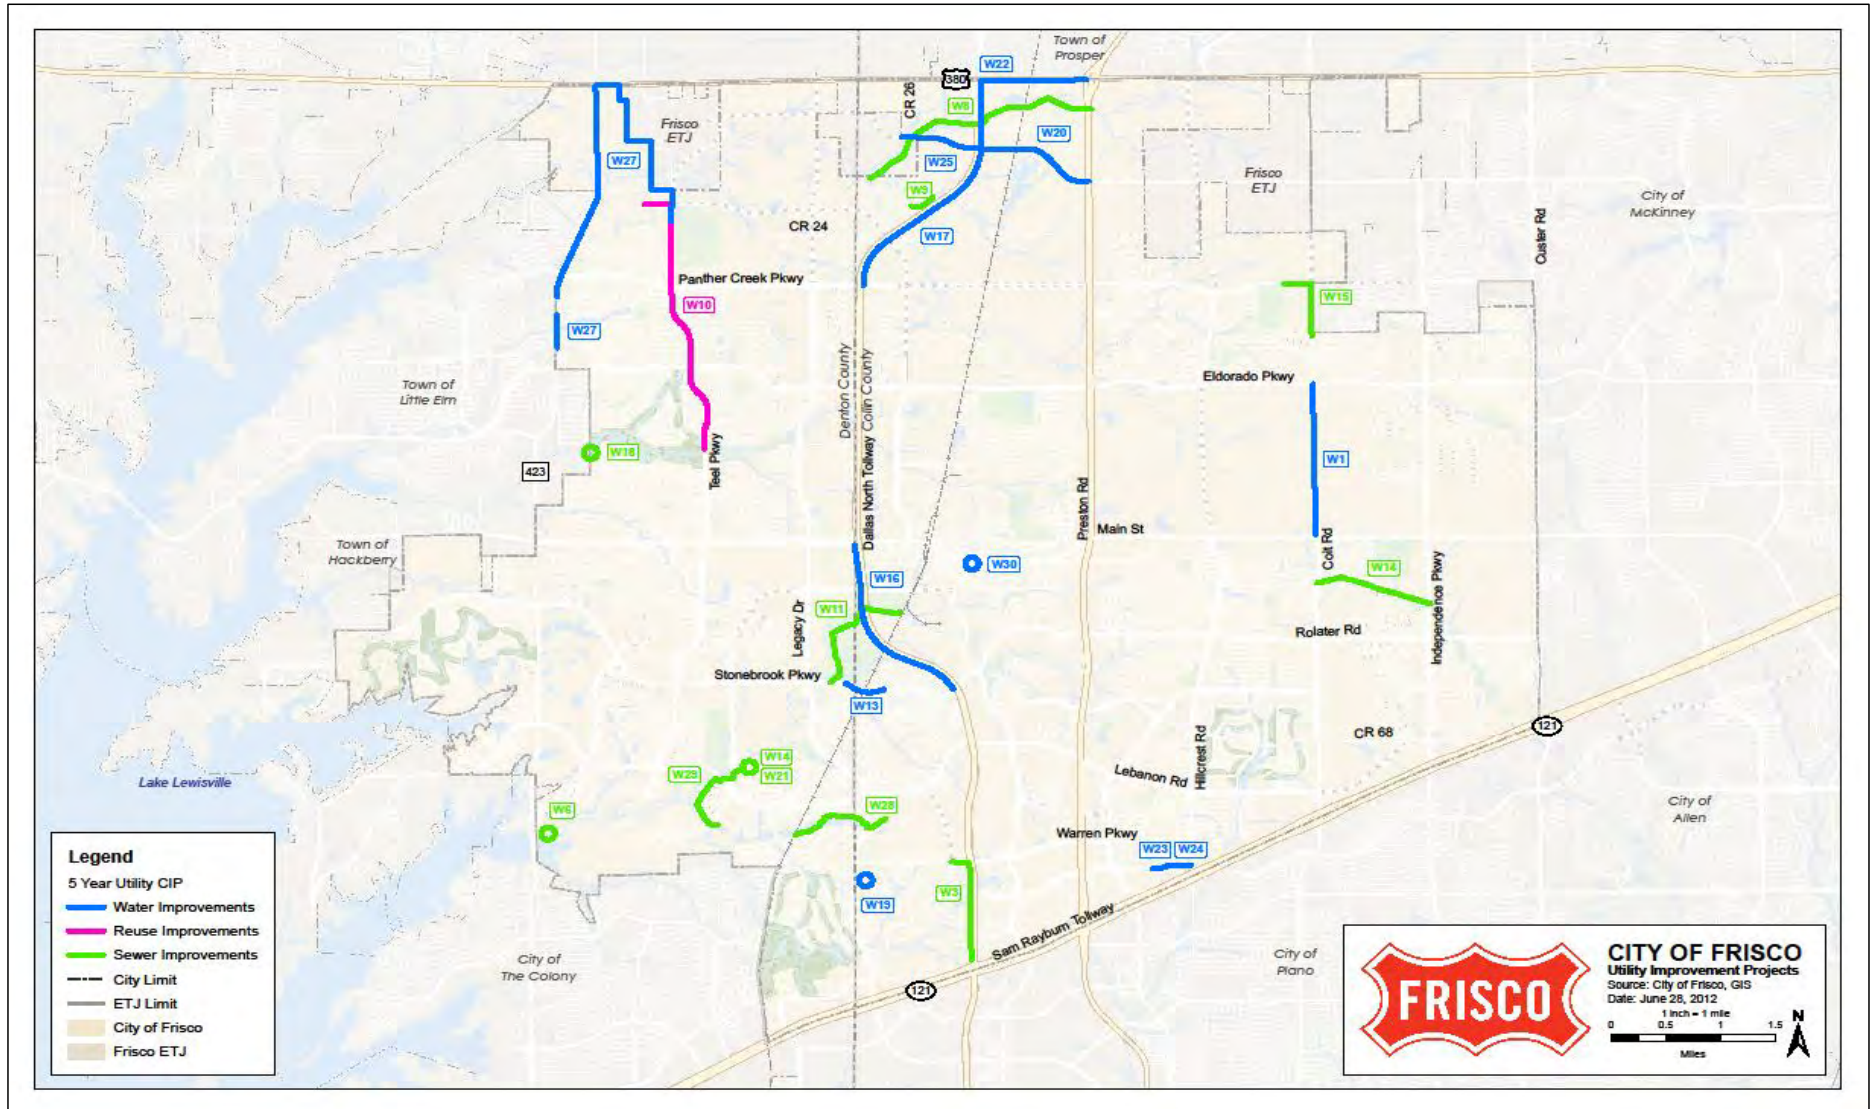 Town of
Prosper
W22
380
CR 26
W8
W20
Frisco
ETJ
W27
W25
Frisco
ETJ
W9
City of
McKinney
CR 24
W17
Custer Rd
Panther Creek Pkwy
W10
W15
W27
Denton County
Dallas North Tollway
Collin County
Town of
Little Elm
Eldorado Pkwy
W18
423
Teel Pkwy
W1
Preston Rd
Main St
Town of
Hackberry
W30
W16
Colt Rd
W14
Independence Pkwy
W11
Legacy Dr
Rolater Rd
Stonebrook Pkwy
W13
121
CR 68
Hillcrest Rd
Lebanon Rd
W14
W21
Lake Lewisville
W6
W28
City of
Allen
Warren Pkwy
W23
W24
W19
W3
Sam Rayburn Tollway
121
City of
The Colony
City of
Plano
Legend
5 Year Utility CIP
Water Improvements
Reuse Improvements
Sewer Improvements
City Limit
ETJ Limit
City of Frisco
Frisco ETJ
FRISCO
CITY OF FRISCO
Utility Improvement Projects
Source: City of Frisco, GIS
Date: June 28, 2012
1 inch = 1 mile
0 0.5 1 1.5
Miles
N